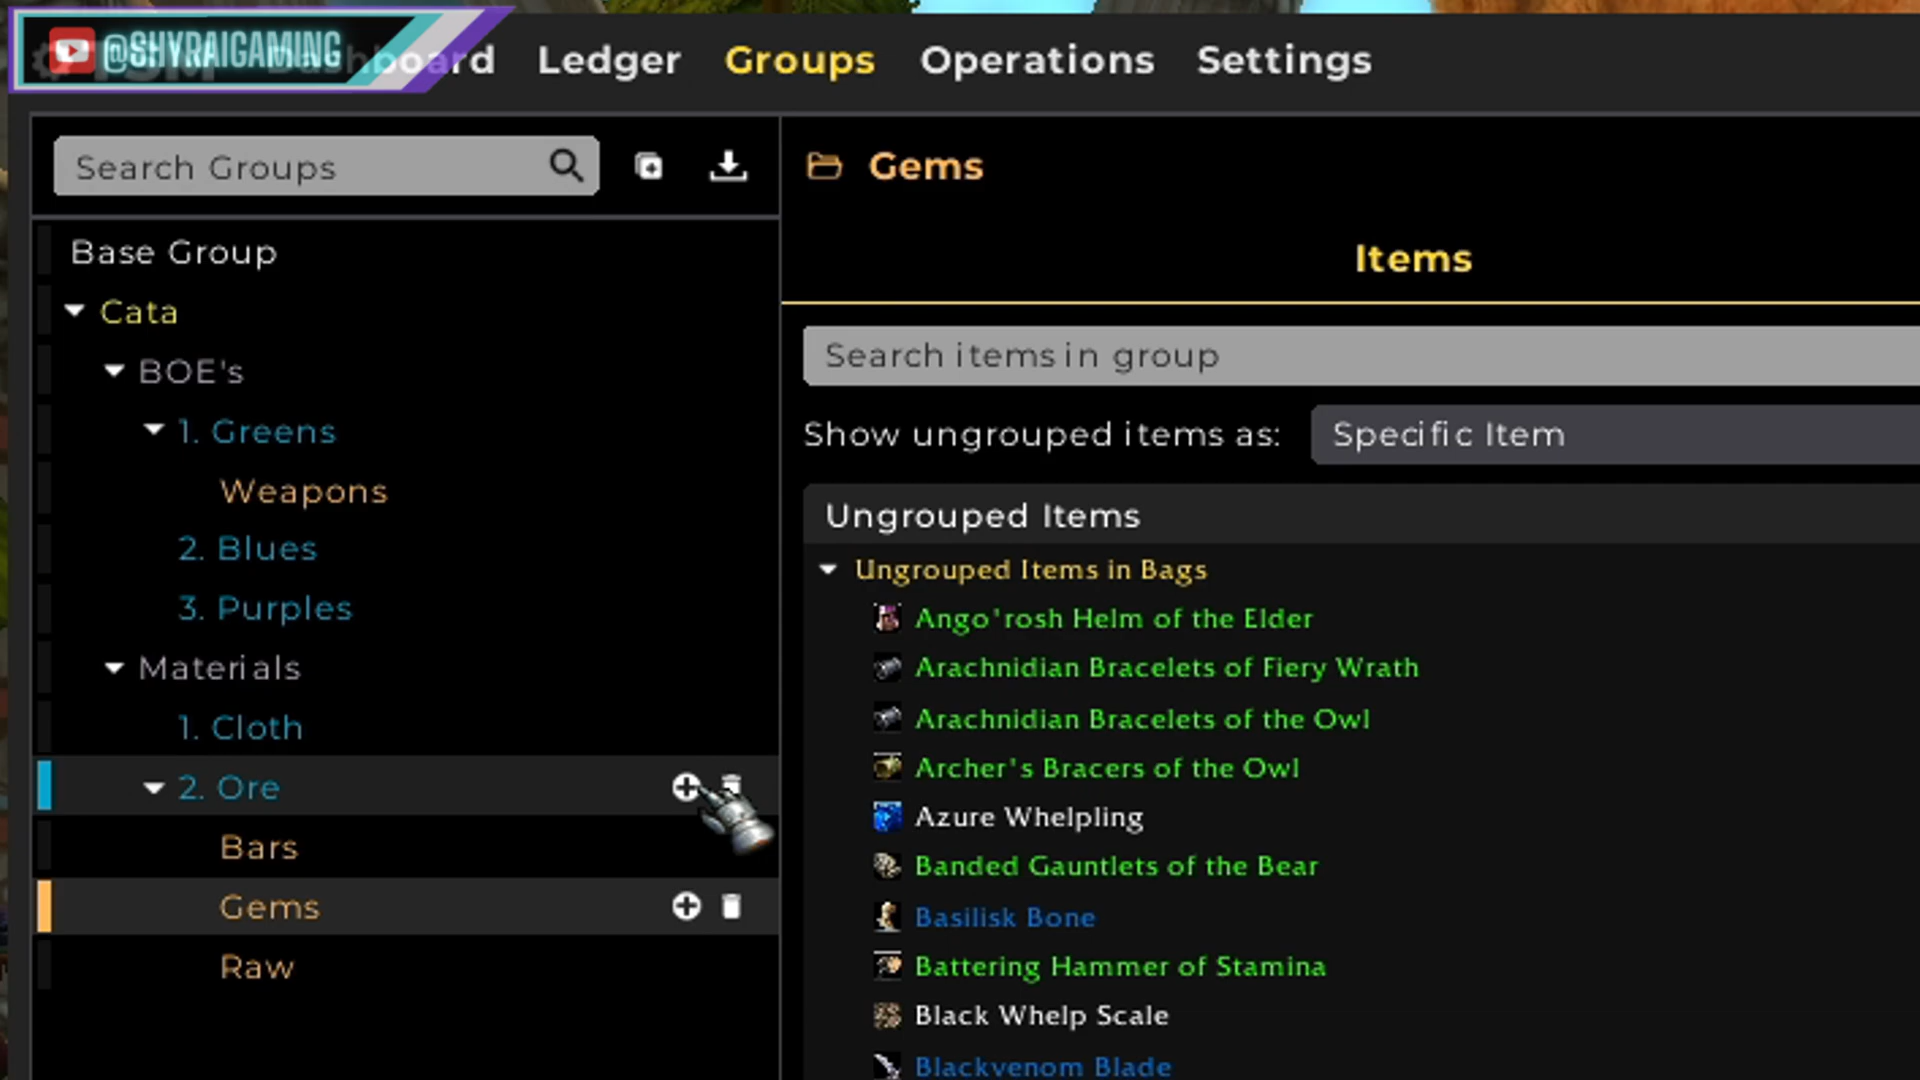 @SHYRAIGAMING
Dashboard Ledger Groups Operations Settings
Search Groups
Base Group
Cata
BOE's
1. Greens
Weapons
2. Blues
3. Purples
Materials
1. Cloth
2. Ore
Bars
Gems
Raw
Gems
Items
Search items in group
Show ungrouped items as: Specific Item
Ungrouped Items
Ungrouped Items in Bags
Ango'rosh Helm of the Elder
Arachnidian Bracelets of Fiery Wrath
Arachnidian Bracelets of the Owl
Archer's Bracers of the Owl
Azure Whelpling
Banded Gauntlets of the Bear
Basilisk Bone
Battering Hammer of Stamina
Black Whelp Scale
Blackvenom Blade